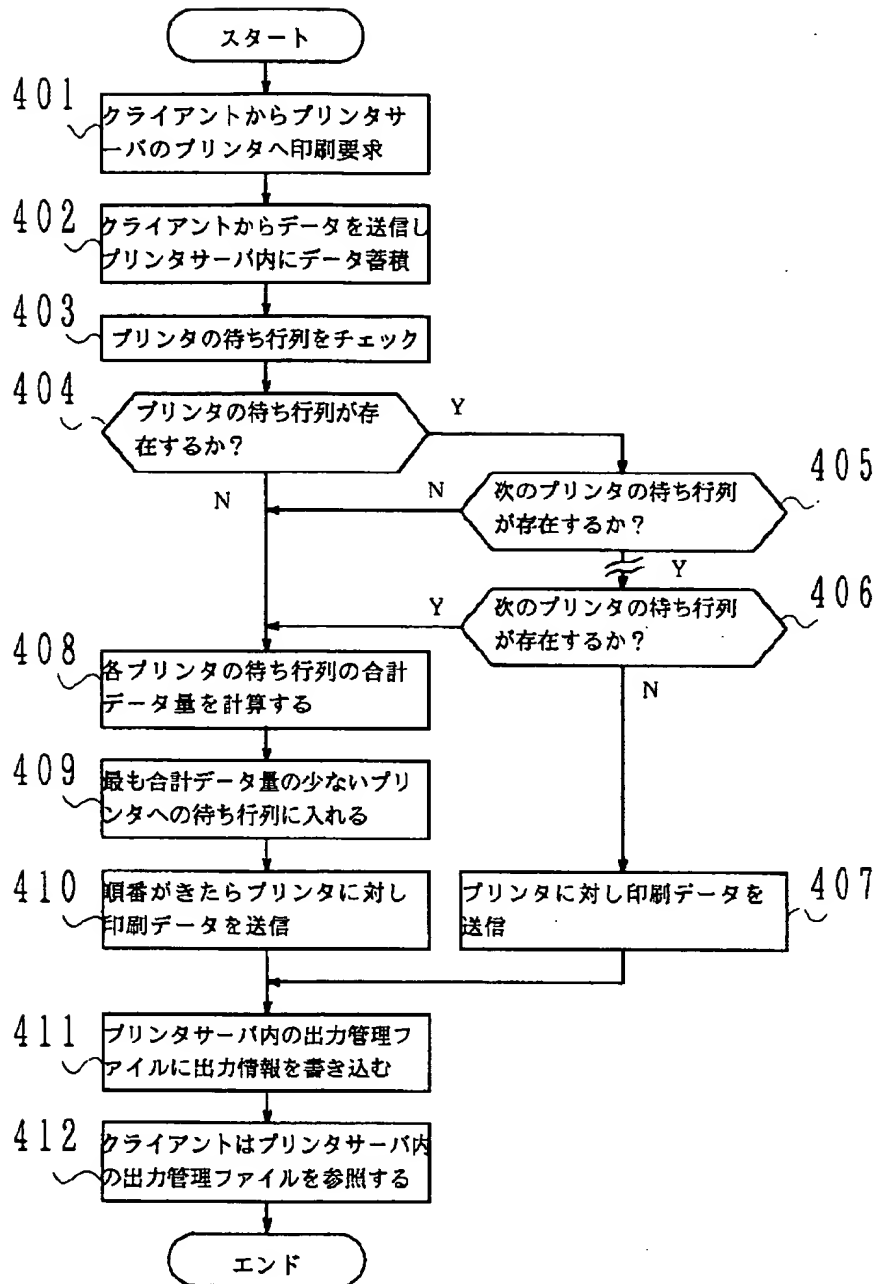 スタート
401
クライアントからプリンタサ
ーバのプリンタへ印刷要求
402
クライアントからデータを送信し
プリンタサーバ内にデータ蓄積
403
プリンタの待ち行列をチェック
404
プリンタの待ち行列が存
在するか？
Y
N
405
次のプリンタの待ち行列
が存在するか？
N
Y
406
次のプリンタの待ち行列
が存在するか？
Y
N
408
各プリンタの待ち行列の合計
データ量を計算する
409
最も合計データ量の少ないプリ
ンタへの待ち行列に入れる
410
順番がきたらプリンタに対し
印刷データを送信
407
プリンタに対し印刷データを
送信
411
プリンタサーバ内の出力管理フ
ァイルに出力情報を書き込む
412
クライアントはプリンタサーバ内
の出力管理ファイルを参照する
エンド